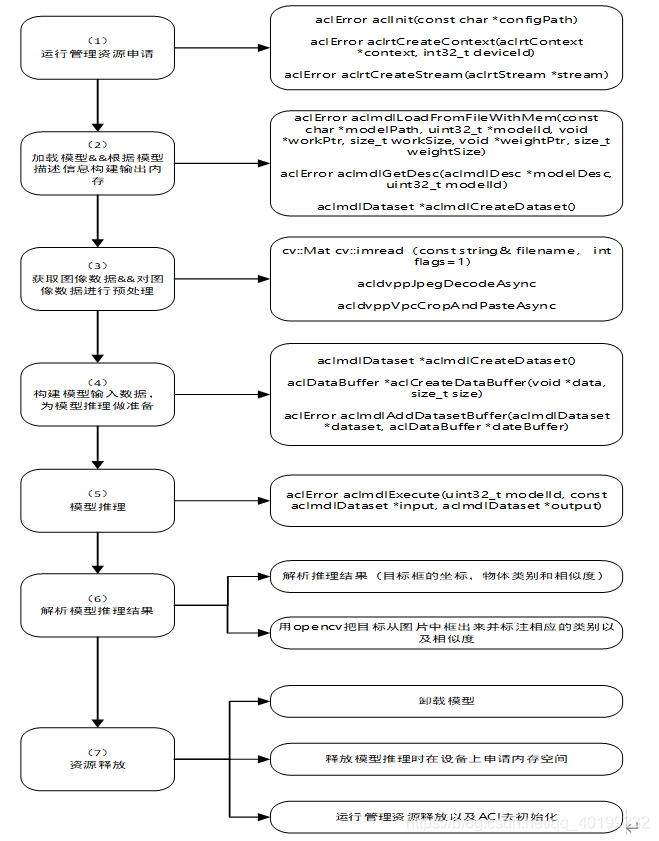 （1）
运行管理资源申请
aclError aclInit(const char *configPath)
aclError aclrtCreateContext(aclrtContext
*context, int32_t deviceId)
aclError aclrtCreateStream(aclrtStream *stream)
（2）
加载模型&&根据模型
描述信息构建输出内
存
aclError aclmdlLoadFromFileWithMem(const
char *modelPath, uint32_t *modelId, void
*workPtr, size_t workSize, void *weightPtr, size_t
weightSize)
aclError aclmdlGetDesc(aclmdlDesc *modelDesc,
uint32_t modelId)
aclmdlDataset *aclmdlCreateDataset()
（3）
获取图像数据&&对图
像数据进行预处理
cv::Mat cv::imread（const string& filename， int
flags=1)
acldvppJpegDecodeAsync
acldvppVpcCropAndPasteAsync
（4）
构建模型输入数据，
为模型推理做准备
aclmdlDataset *aclmdlCreateDataset()
aclDataBuffer *aclCreateDataBuffer(void *data,
size_t size)
aclError aclmdlAddDatasetBuffer(aclmdlDataset
*dataset, aclDataBuffer *dateBuffer)
（5）
模型推理
aclError aclmdlExecute(uint32_t modelId, const
aclmdlDataset *input, aclmdlDataset *output)
（6）
解析模型推理结果
解析推理结果（目标框的坐标，物体类别和相似度）
用opencv把目标从图片中框出来并标注相应的类别以
及相似度
（7）
资源释放
卸载模型
释放模型推理时在设备上申请内存空间
运行管理资源释放以及ACl去初始化
https://blog.csdn.net/qq_40199232